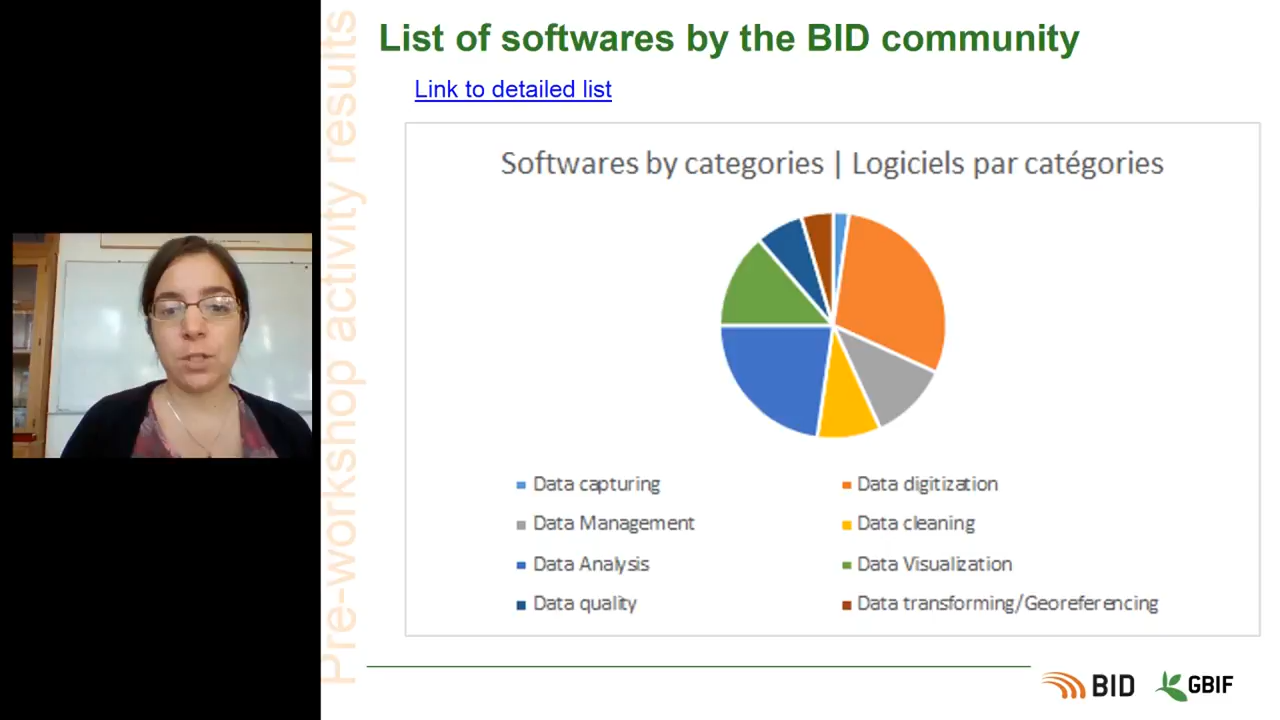 Pre-workshop activity results
List of softwares by the BID community
Link to detailed list
Softwares by categories | Logiciels par catégories
Data capturing
Data digitization
Data Management
Data cleaning
Data Analysis
Data Visualization
Data quality
Data transforming/Georeferencing
BID
GBIF